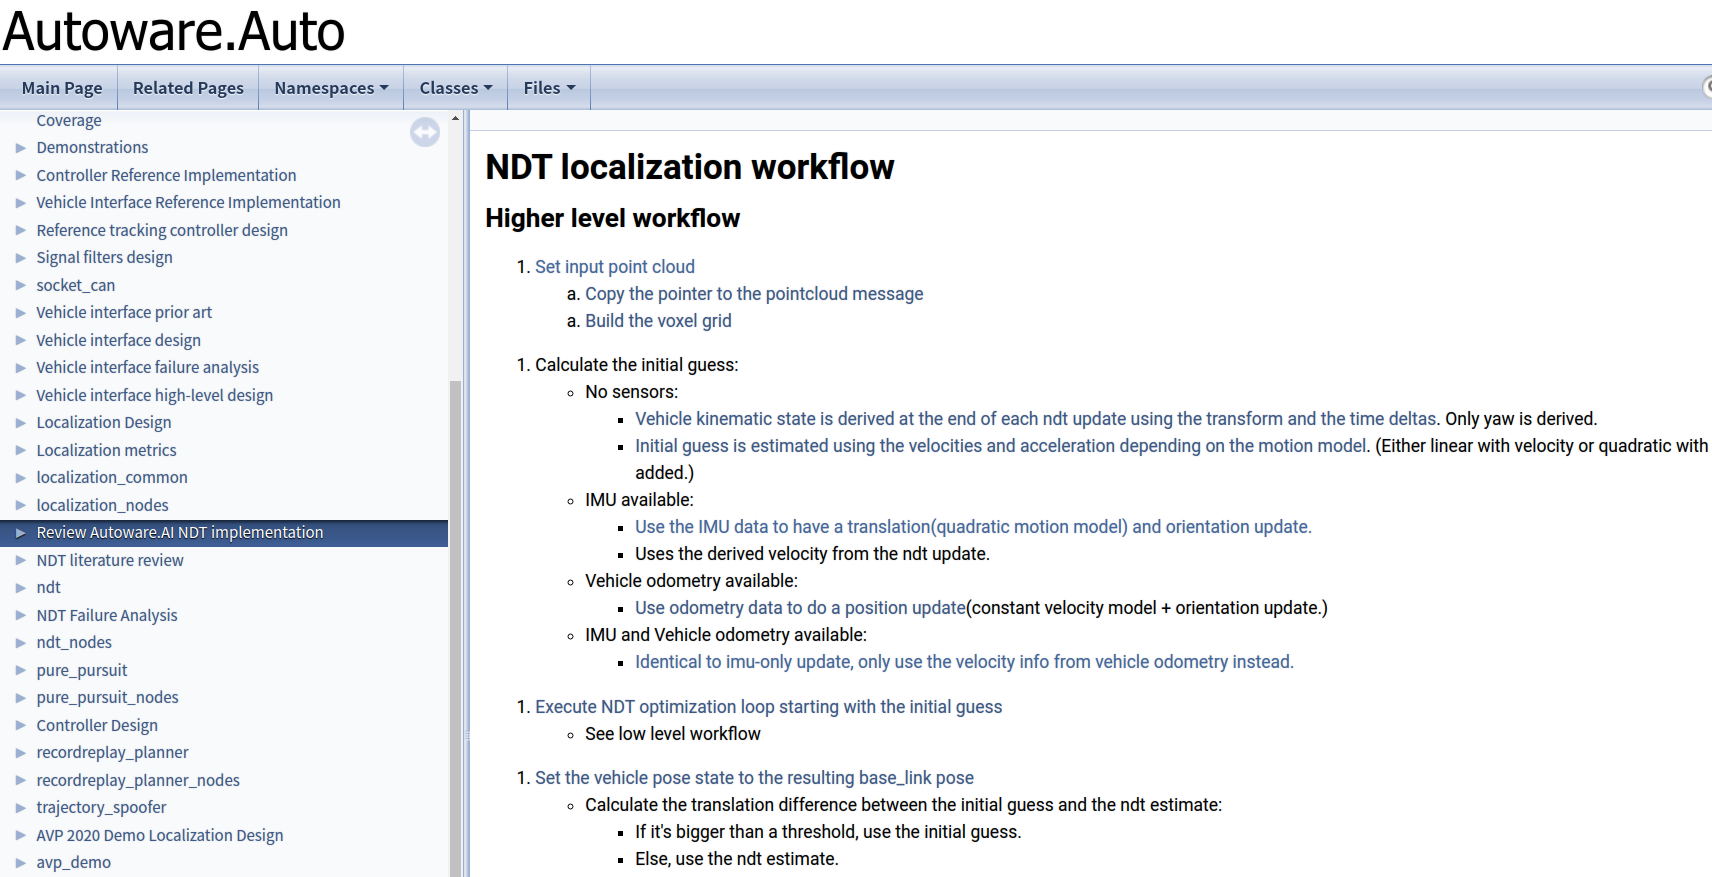 Autoware.Auto
Main Page
Related Pages
Namespaces
Classes
Files
Coverage
Demonstrations
Controller Reference Implementation
Vehicle Interface Reference Implementation
Reference tracking controller design
Signal filters design
socket_can
Vehicle interface prior art
Vehicle interface design
Vehicle interface failure analysis
Vehicle interface high-level design
Localization Design
Localization metrics
localization_common
localization_nodes
Review Autoware.AI NDT implementation
NDT literature review
ndt
NDT Failure Analysis
ndt_nodes
pure_pursuit
pure_pursuit_nodes
Controller Design
recordreplay_planner
recordreplay_planner_nodes
trajectory_spoofer
AVP 2020 Demo Localization Design
avp_demo
NDT localization workflow
Higher level workflow
1. Set input point cloud
a. Copy the pointer to the pointcloud message
a. Build the voxel grid
1. Calculate the initial guess:
No sensors:
Vehicle kinematic state is derived at the end of each ndt update using the transform and the time deltas. Only yaw is derived.
Initial guess is estimated using the velocities and acceleration depending on the motion model. (Either linear with velocity or quadratic with
added.)
IMU available:
Use the IMU data to have a translation(quadratic motion model) and orientation update.
Uses the derived velocity from the ndt update.
Vehicle odometry available:
Use odometry data to do a position update(constant velocity model + orientation update.)
IMU and Vehicle odometry available:
Identical to imu-only update, only use the velocity info from vehicle odometry instead.
1. Execute NDT optimization loop starting with the initial guess
See low level workflow
1. Set the vehicle pose state to the resulting base_link pose
Calculate the translation difference between the initial guess and the ndt estimate:
If it's bigger than a threshold, use the initial guess.
Else, use the ndt estimate.